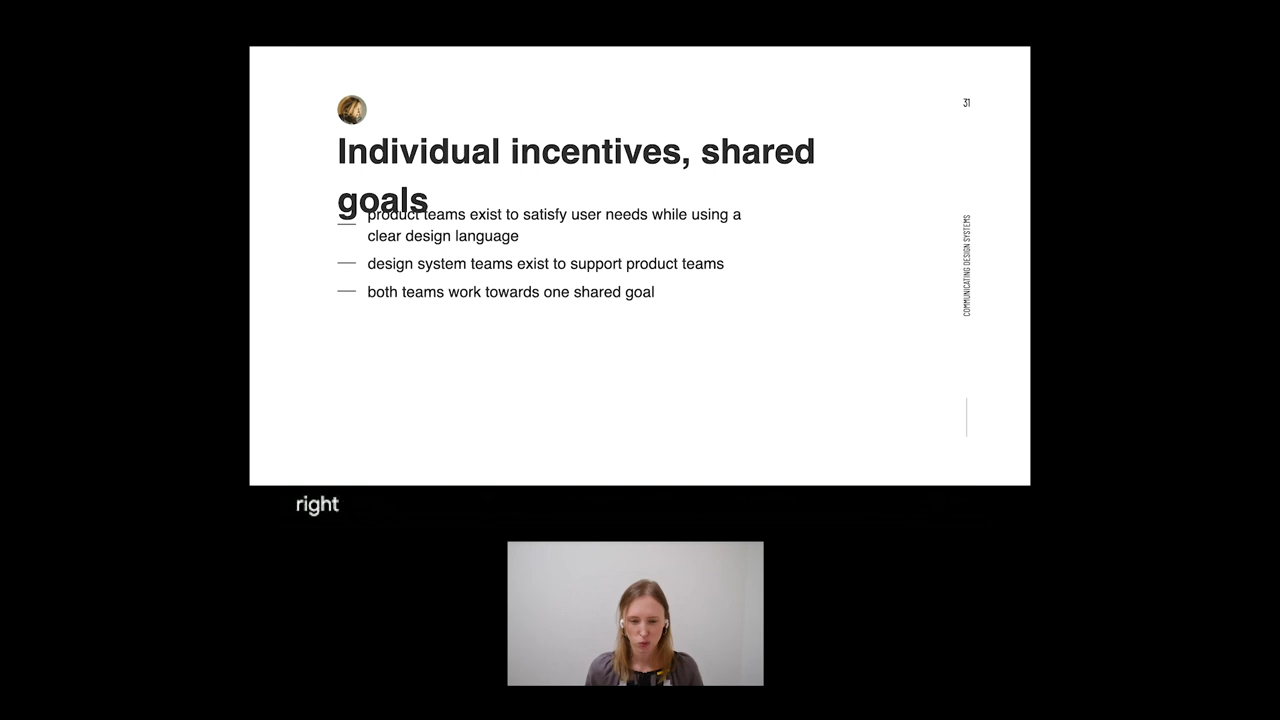 31
Individual incentives, shared
goals
product teams exist to satisfy user needs while using a
clear design language
design system teams exist to support product teams
both teams work towards one shared goal
COMMUNICATING DESIGN SYSTEMS
right